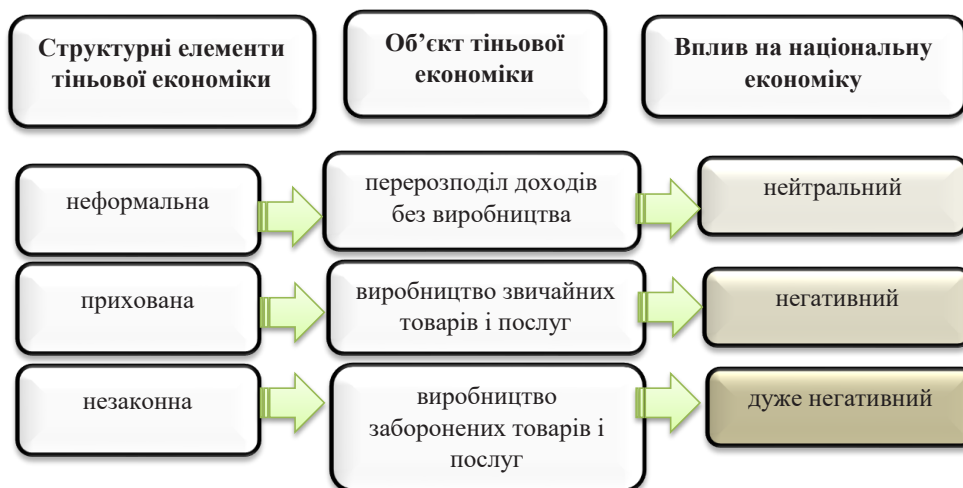 Структурні елементи
тіньової економіки
Об’єкт тіньової
економіки
Вплив на національну
економіку
неформальна
перерозподіл доходів
без виробництва
нейтральний
прихована
виробництво звичайних
товарів і послуг
негативний
незаконна
виробництво
заборонених товарів і
послуг
дуже негативний